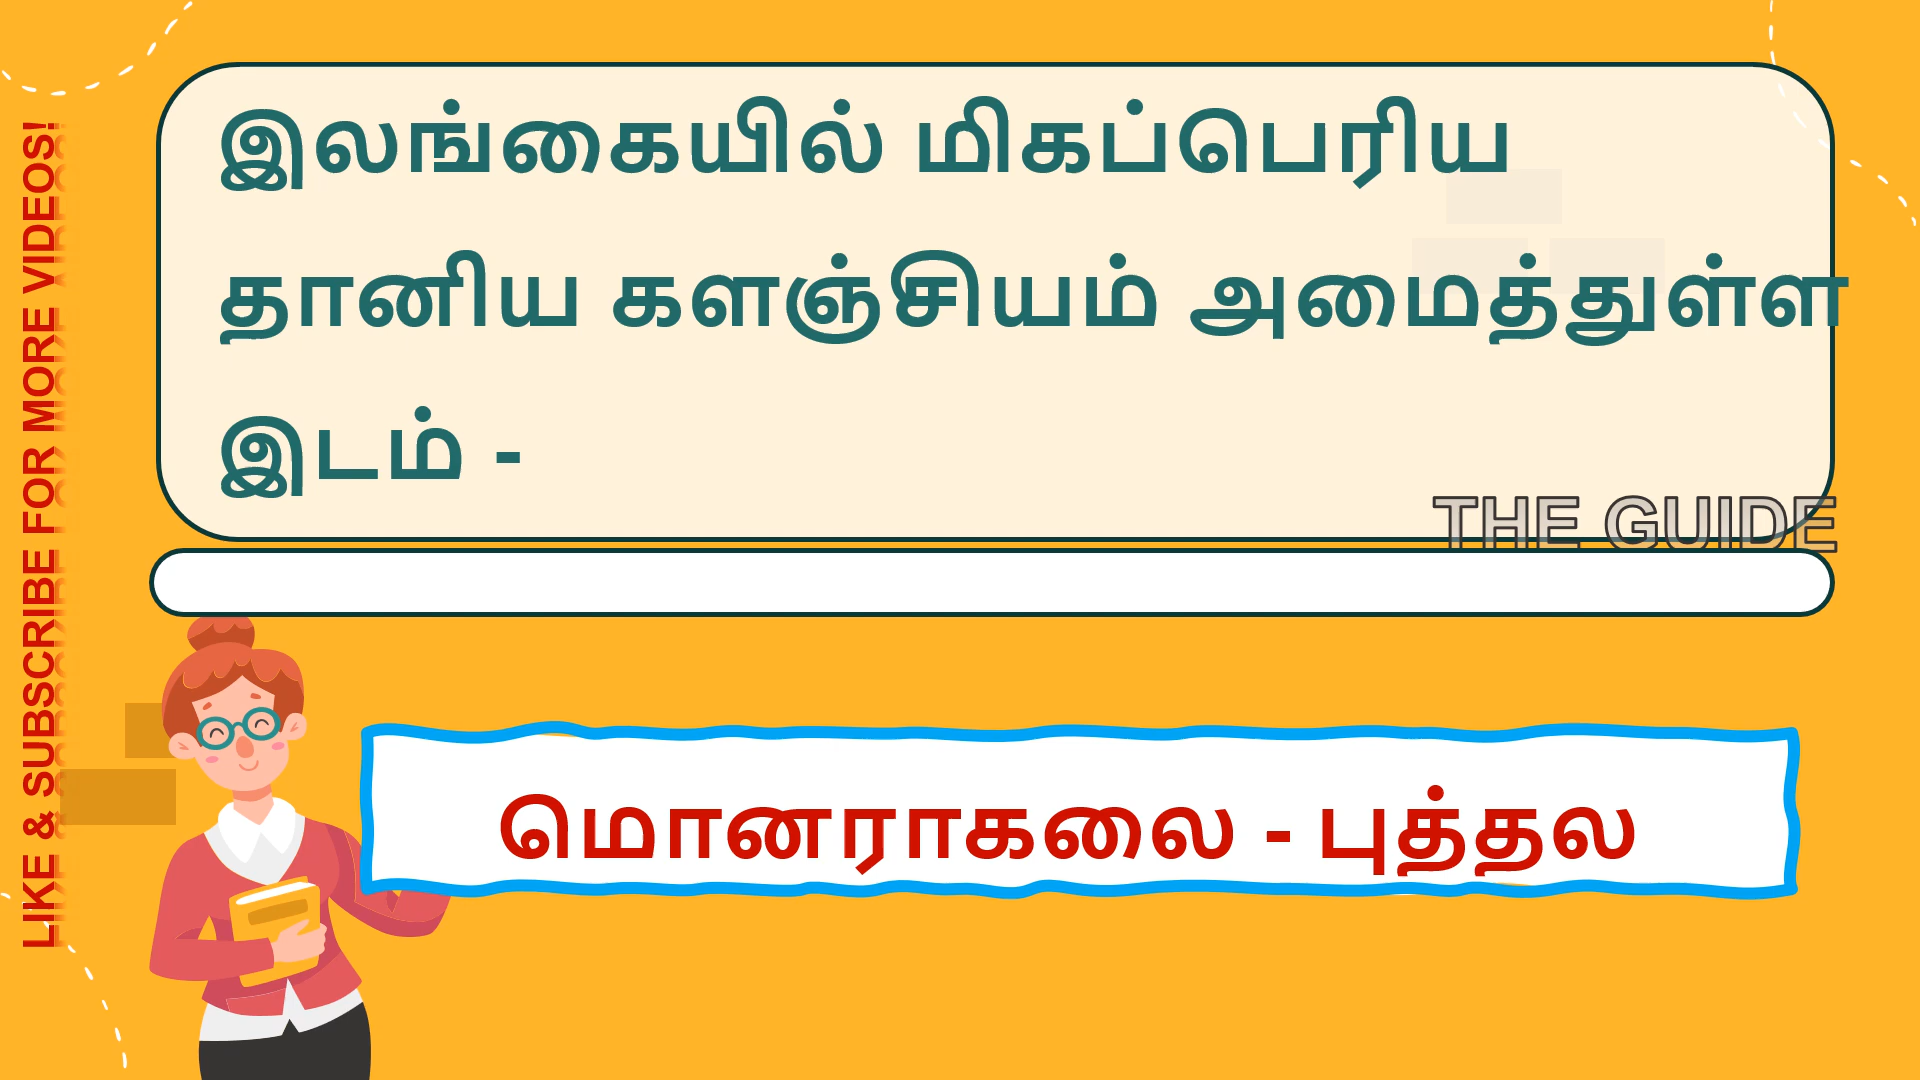 இலங்கையில் மிகப்பெரிய
தானிய களஞ்சியம் அமைத்துள்ள
இடம் -
THE GUIDE
மொனராகலை - புத்தல
LIKE & SUBSCRIBE FOR MORE VIDEOS!